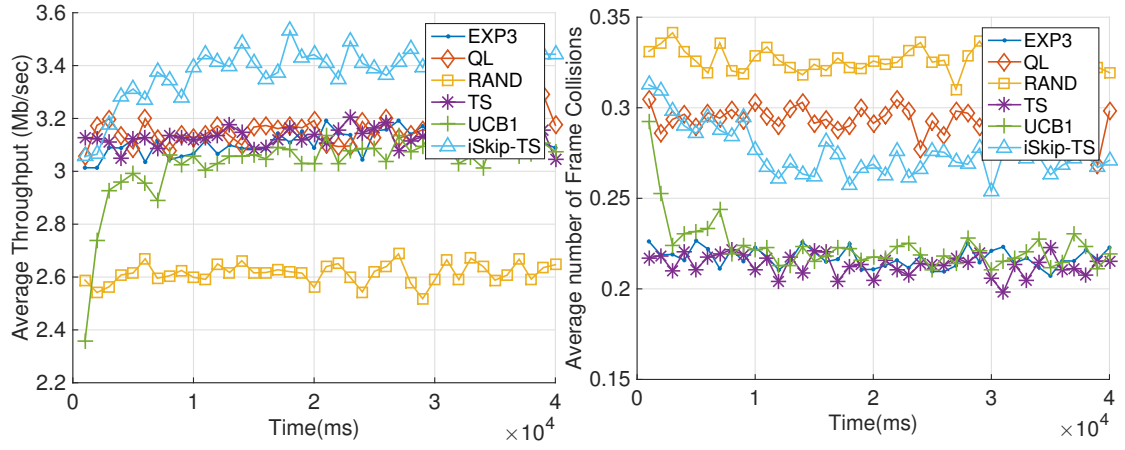 Average Throughput (Mb/sec)
3.6
3.4
3.2
3
2.8
2.6
2.4
2.2
0
1
2
3
4
Time(ms)
×10^4
EXP3
QL
RAND
TS
UCB1
iSkip-TS
Average number of Frame Collisions
0.35
0.3
0.25
0.2
0.15
0
1
2
3
4
Time(ms)
×10^4
EXP3
QL
RAND
TS
UCB1
iSkip-TS